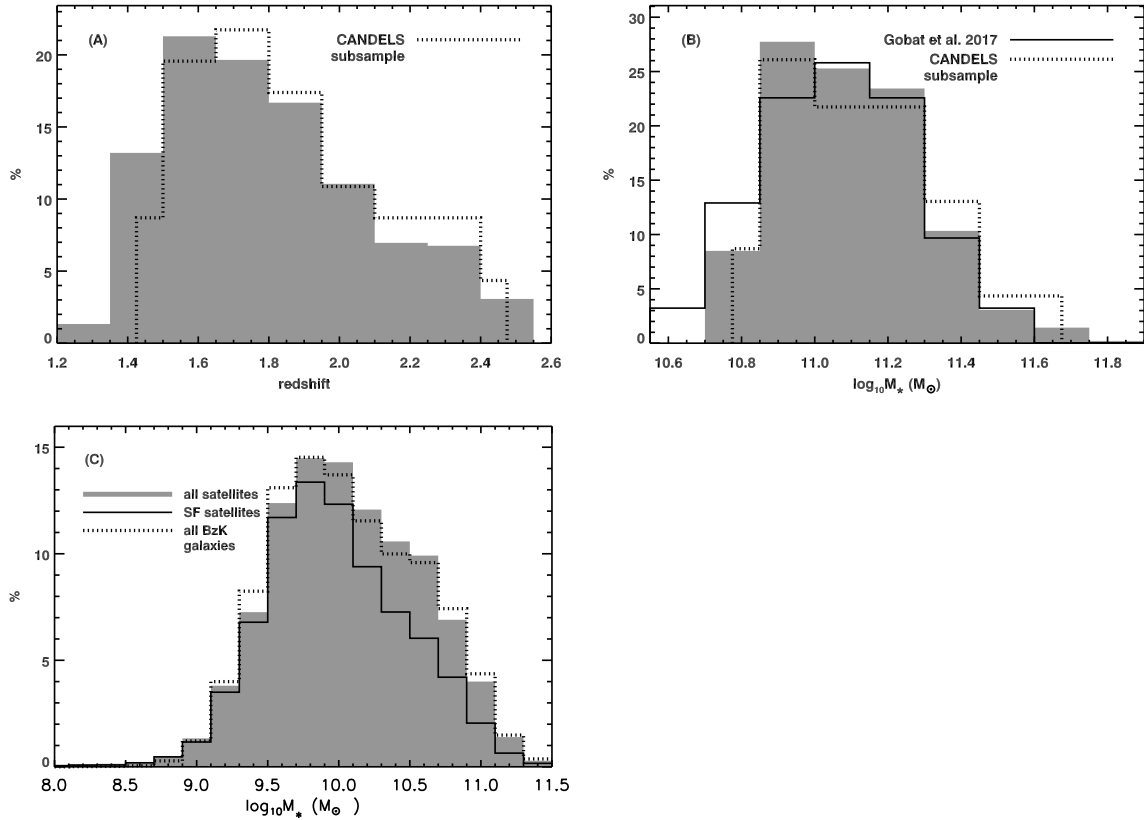 (A)
CANDELS
subsample
20
15
10
5
0
%
1.2 1.4 1.6 1.8 2.0 2.2 2.4 2.6
redshift
(B)
Gobat et al. 2017
CANDELS
subsample
30
25
20
15
10
5
0
%
10.6 10.8 11.0 11.2 11.4 11.6 11.8
log10M* (M⊙)
(C)
all satellites
SF satellites
all BzK
galaxies
15
10
5
0
%
8.0 8.5 9.0 9.5 10.0 10.5 11.0 11.5
log10M* (M⊙)